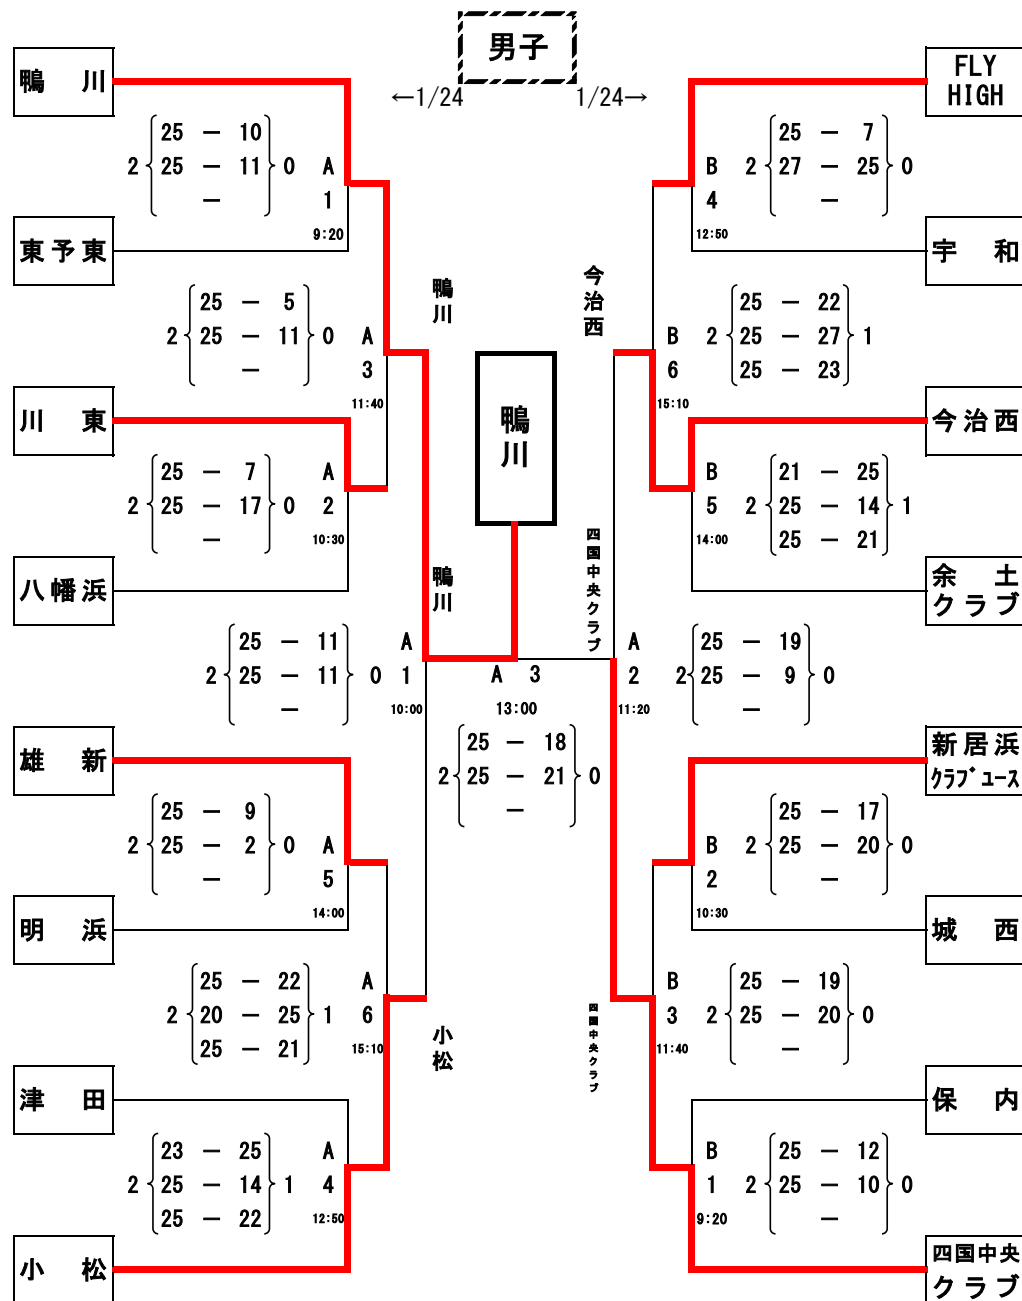 男子
←1/24
1/24→
鴨 川
25 － 10
2 25 － 11 0
－
A
1
9:20
東予東
25 － 5
2 25 － 11 0
－
A
3
11:40
川 東
25 － 7
2 25 － 17 0
－
A
2
10:30
八幡浜
鴨川
鴨川
25 － 11
2 25 － 11 0
－
A
1
10:00
雄 新
25 － 9
2 25 － 2 0
－
A
5
14:00
明 浜
25 － 22
2 20 － 25 1
25 － 21
A
6
15:10
小松
津 田
23 － 25
2 25 － 14 1
25 － 22
A
4
12:50
小 松
鴨川
A 3
13:00
25 － 18
2 25 － 21 0
－
FLY
HIGH
B
4
12:50
25 － 7
2 27 － 25 0
－
宇 和
今治西
B
6
15:10
25 － 22
2 25 － 27 1
25 － 23
今治西
B
5
14:00
21 － 25
2 25 － 14 1
25 － 21
余 土
クラブ
四国中央クラブ
A
2
11:20
25 － 19
2 25 － 9 0
－
新居浜
クラブユース
B
2
10:30
25 － 17
2 25 － 20 0
－
城 西
四国中央クラブ
B
3
11:40
25 － 19
2 25 － 20 0
－
保 内
B
1
9:20
25 － 12
2 25 － 10 0
－
四国中央
クラブ